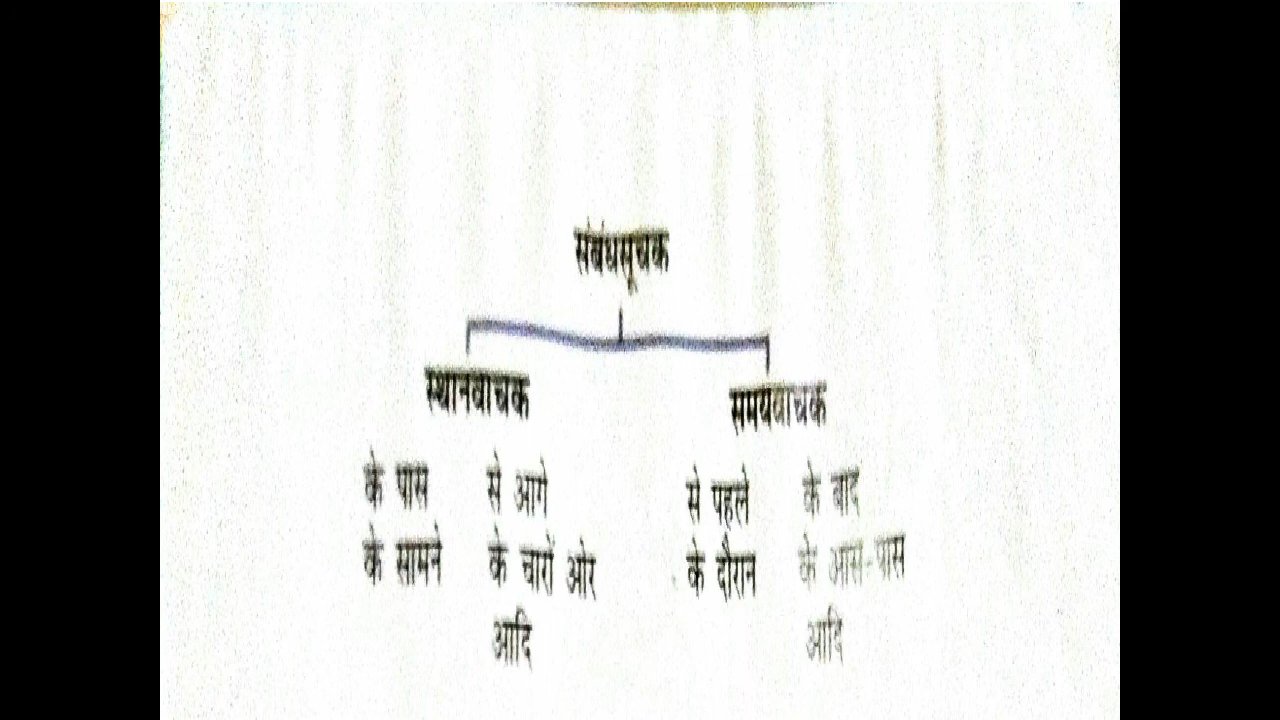 संबंधसूचक
स्थानवाचक समयवाचक
के पास से आगे से पहले के बाद
के सामने के चारों ओर के दौरान के आस-पास
आदि आदि